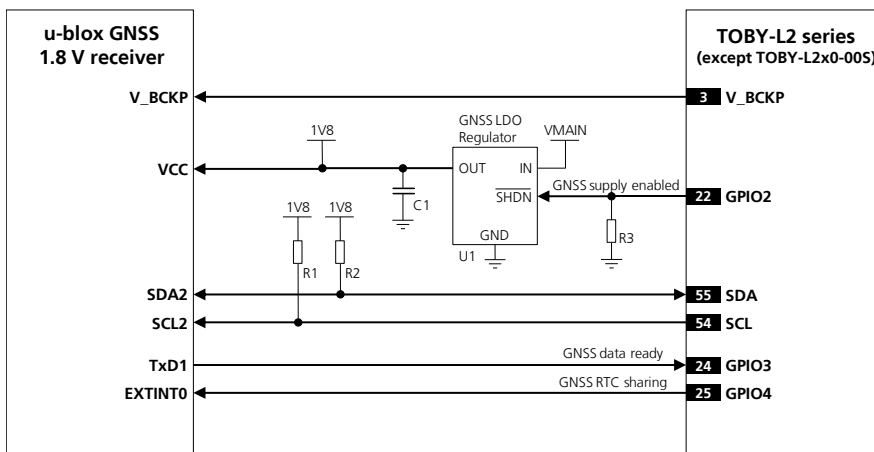 u-blox GNSS
1.8 V receiver
TOBY-L2 series
(except TOBY-L2x0-00S)
V_BCKP
3
V_BCKP
GNSS LDO
Regulator
1V8
VMAIN
VCC
OUT
IN
GNSS supply enabled
SHDN
22
GPIO2
C1
1V8
1V8
GND
R3
U1
R1
R2
SDA2
55
SDA
SCL2
54
SCL
GNSS data ready
TxD1
24
GPIO3
GNSS RTC sharing
EXTINT0
25
GPIO4